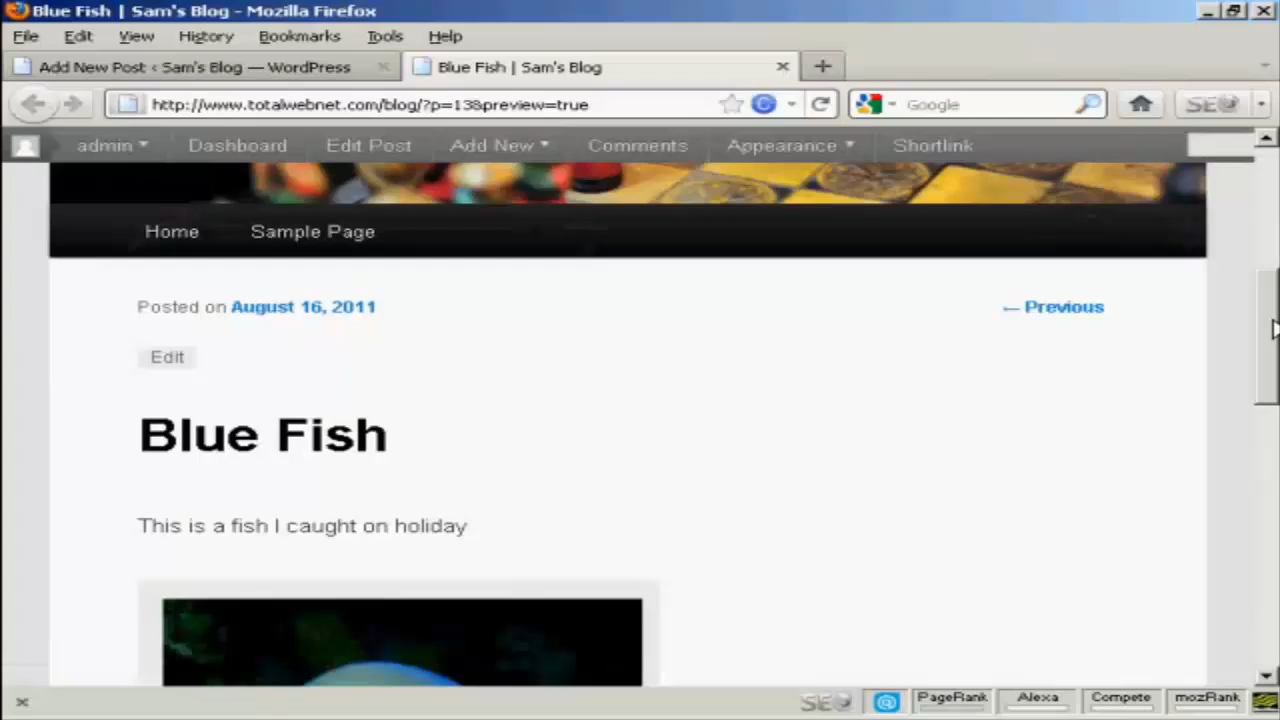 Blue Fish | Sam's Blog - Mozilla Firefox
File Edit View History Bookmarks Tools Help
Add New Post ‹ Sam's Blog — WordPress
Blue Fish | Sam's Blog
http://www.totalwebnet.com/blog/?p=13&preview=true
Google
SEO
admin Dashboard Edit Post Add New Comments Appearance Shortlink
Home Sample Page
Posted on August 16, 2011
← Previous
Edit
Blue Fish
This is a fish I caught on holiday
SEO PageRank Alexa Compete mozRank